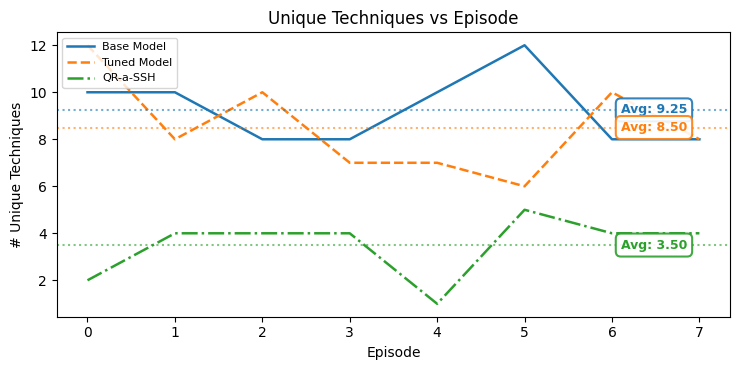 Unique Techniques vs Episode
# Unique Techniques
12
10
8
6
4
2
Base Model
Tuned Model
QR-a-SSH
Avg: 9.25
Avg: 8.50
Avg: 3.50
0 1 2 3 4 5 6 7
Episode